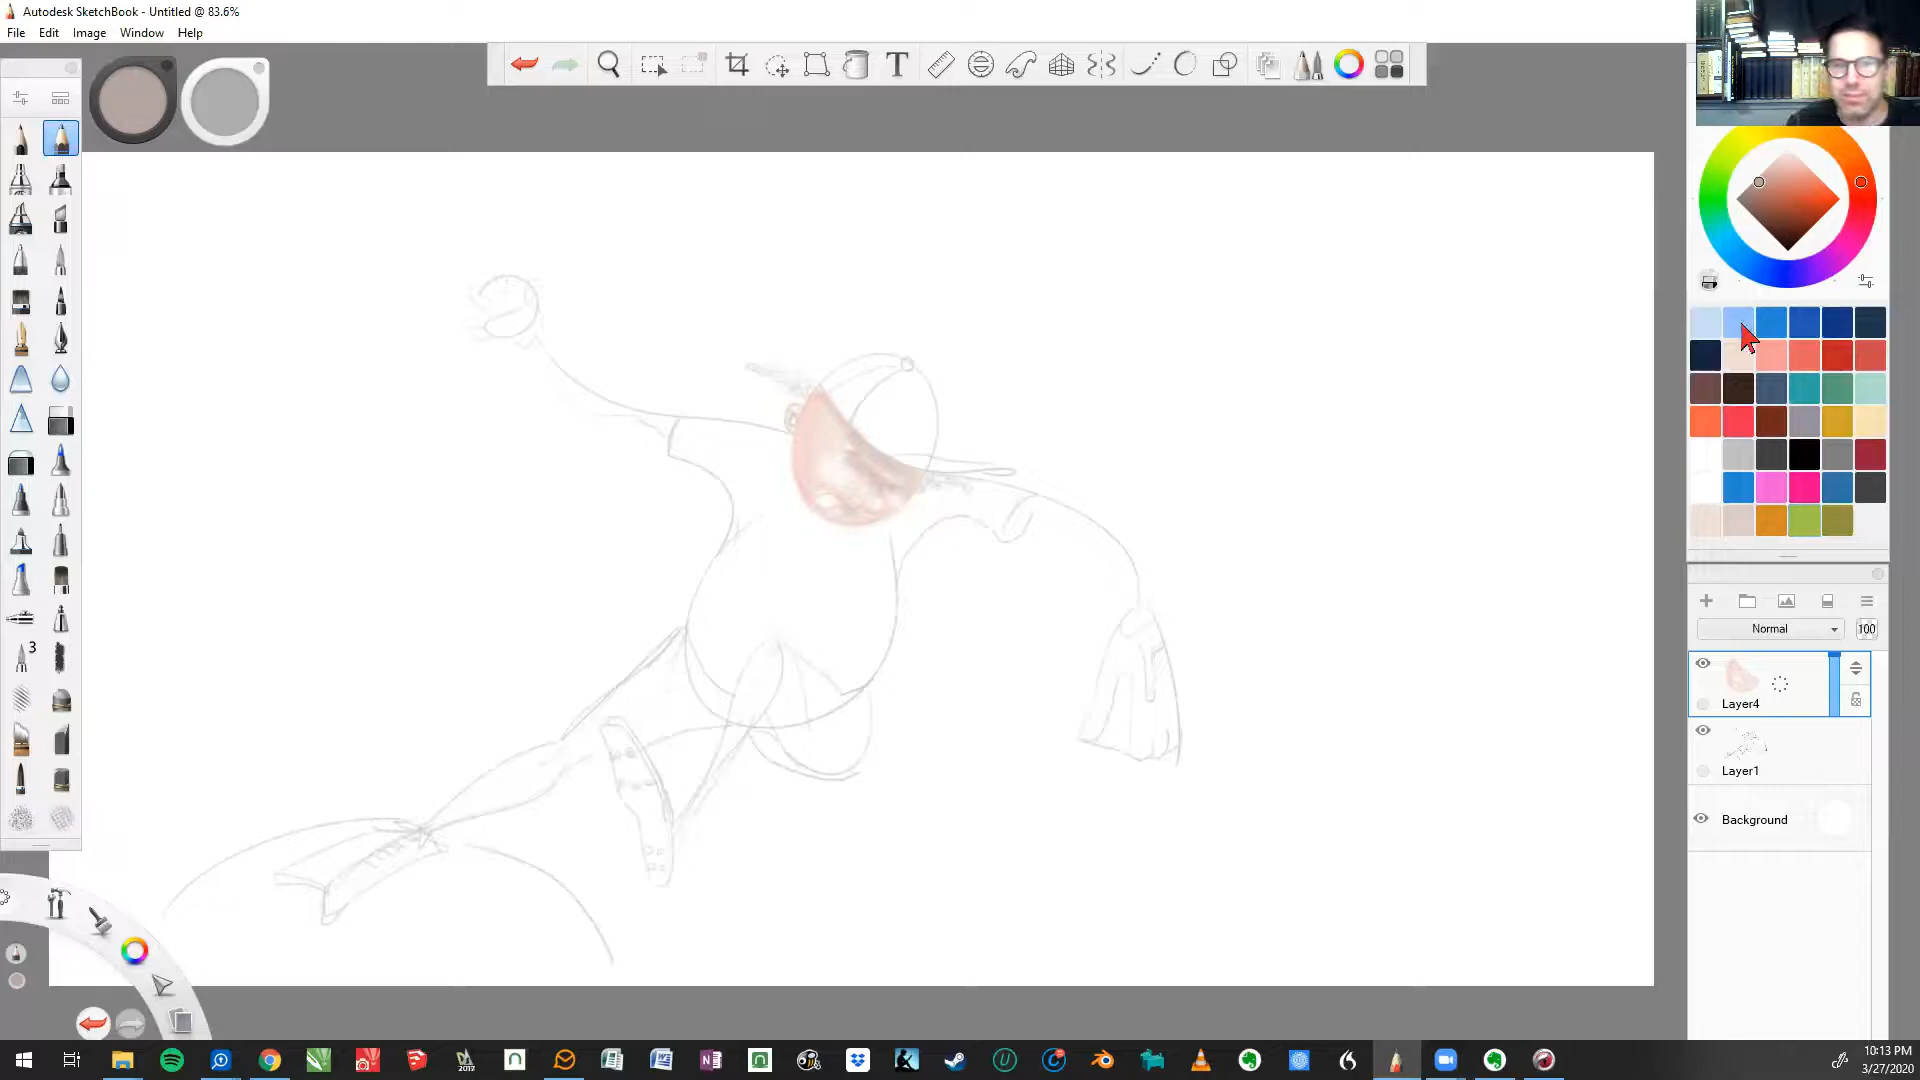 Autodesk SketchBook - Untitled @ 83.6%
File Edit Image Window Help
T
3
Normal 100
Layer4
Layer1
Background
2017
10:13 PM
3/27/2020